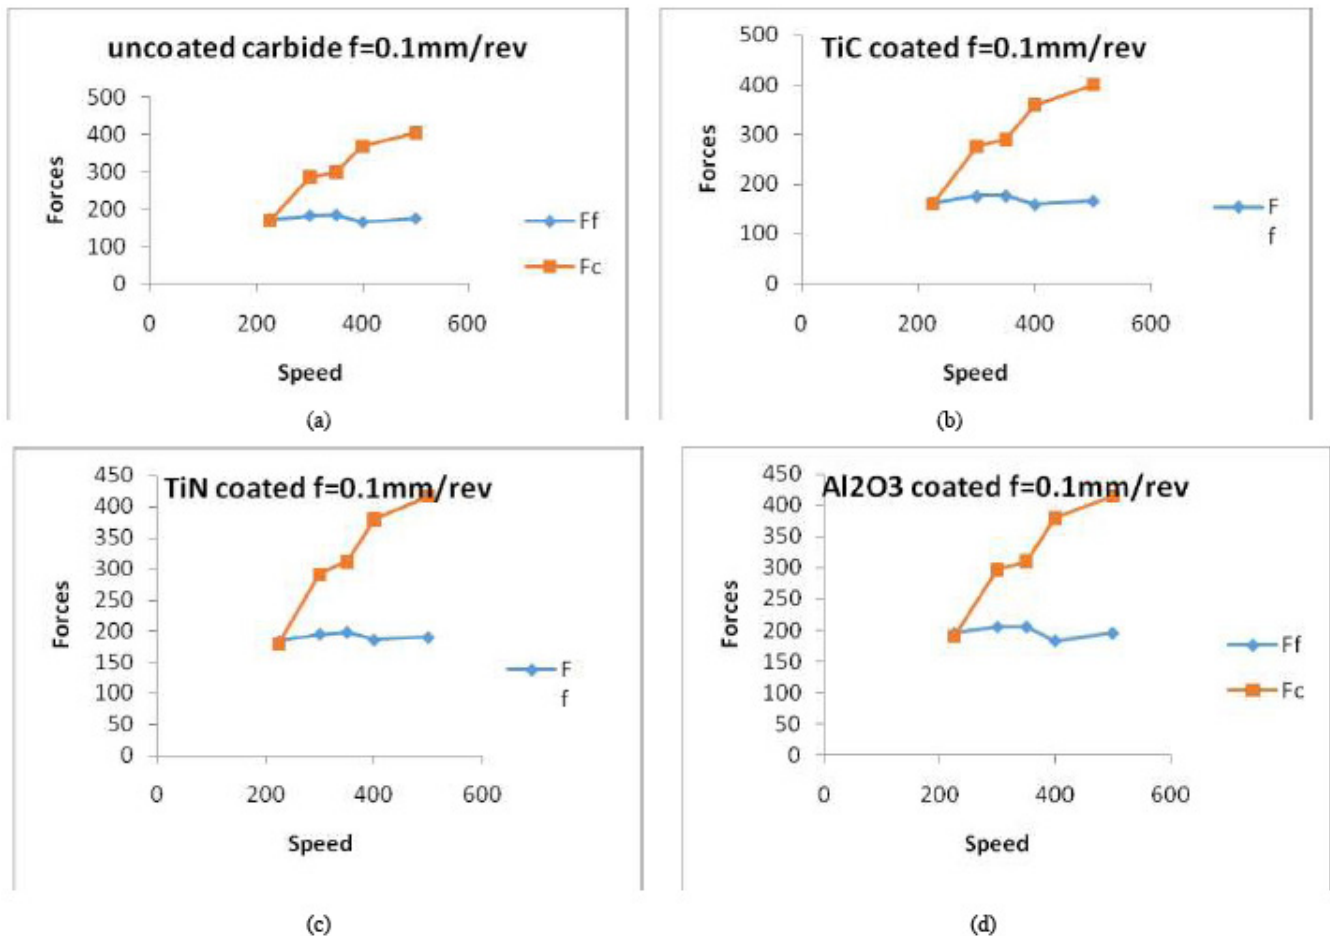 uncoated carbide f=0.1mm/rev
500
400
300
200
100
0
0 200 400 600
Forces
Speed
Ff
Fc
(a)
TiC coated f=0.1mm/rev
500
400
300
200
100
0
0 200 400 600
Forces
Speed
F
f
(b)
TiN coated f=0.1mm/rev
450
400
350
300
250
200
150
100
50
0
0 200 400 600
Forces
Speed
F
f
(c)
Al2O3 coated f=0.1mm/rev
450
400
350
300
250
200
150
100
50
0
0 200 400 600
Forces
Speed
Ff
Fc
(d)